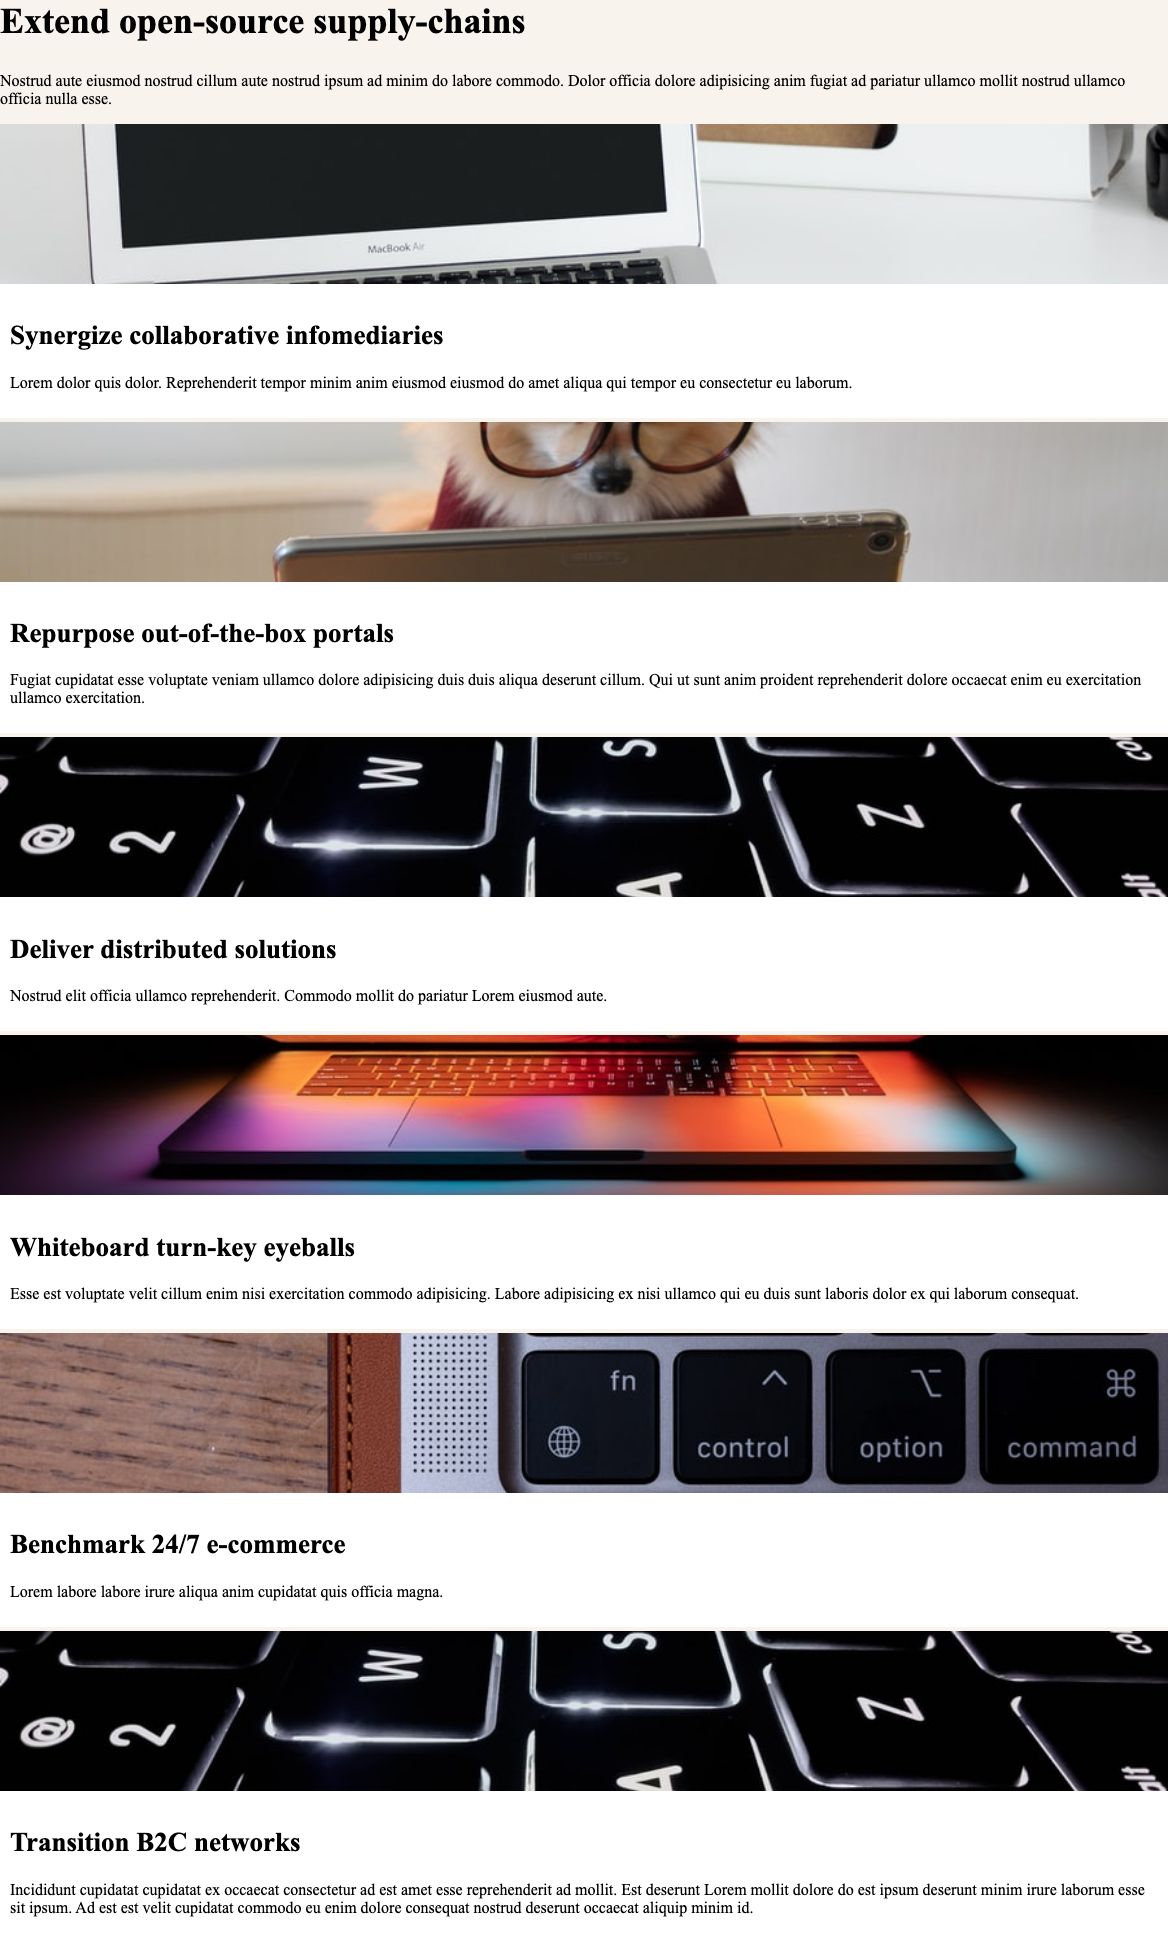 Extend open-source supply-chains
Nostrud aute eiusmod nostrud cillum aute nostrud ipsum ad minim do labore commodo. Dolor officia dolore adipisicing anim fugiat ad pariatur ullamco mollit nostrud ullamco
officia nulla esse.
MacBook Air
Synergize collaborative infomediaries
Lorem dolor quis dolor. Reprehenderit tempor minim anim eiusmod eiusmod do amet aliqua qui tempor eu consectetur eu laborum.
Repurpose out-of-the-box portals
Fugiat cupidatat esse voluptate veniam ullamco dolore adipisicing duis duis aliqua deserunt cillum. Qui ut sunt anim proident reprehenderit dolore occaecat enim eu exercitation
ullamco exercitation.
@ 2 W S Z A
Deliver distributed solutions
Nostrud elit officia ullamco reprehenderit. Commodo mollit do pariatur Lorem eiusmod aute.
Whiteboard turn-key eyeballs
Esse est voluptate velit cillum enim nisi exercitation commodo adipisicing. Labore adipisicing ex nisi ullamco qui eu duis sunt laboris dolor ex qui laborum consequat.
fn
control option command
Benchmark 24/7 e-commerce
Lorem labore labore irure aliqua anim cupidatat quis officia magna.
@ 2 W S Z A
Transition B2C networks
Incididunt cupidatat cupidatat ex occaecat consectetur ad est amet esse reprehenderit ad mollit. Est deserunt Lorem mollit dolore do est ipsum deserunt minim irure laborum esse
sit ipsum. Ad est est velit cupidatat commodo eu enim dolore consequat nostrud deserunt occaecat aliquip minim id.